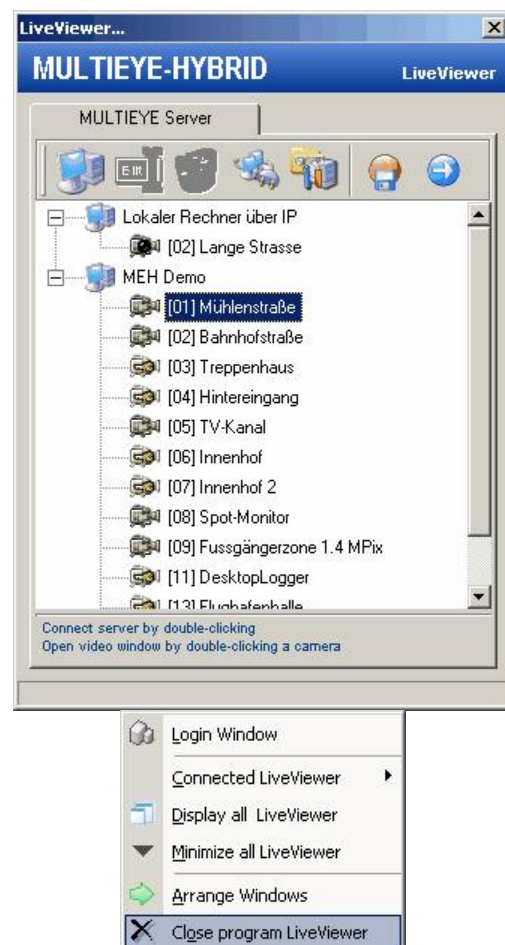 LiveViewer...
MULTIEYE-HYBRID
LiveViewer
MULTIEYE Server
Edit
Lokaler Rechner über IP
[02] Lange Strasse
MEH Demo
[01] Mühlenstraße
[02] Bahnhofstraße
[03] Treppenhaus
[04] Hintereingang
[05] TV-Kanal
[06] Innenhof
[07] Innenhof 2
[08] Spot-Monitor
[09] Fussgängerzone 1.4 MPix
[11] DesktopLogger
[13] Flughafenhalle
Connect server by double-clicking
Open video window by double-clicking a camera
Login Window
Connected LiveViewer
Display all LiveViewer
Minimize all LiveViewer
Arrange Windows
Close program LiveViewer